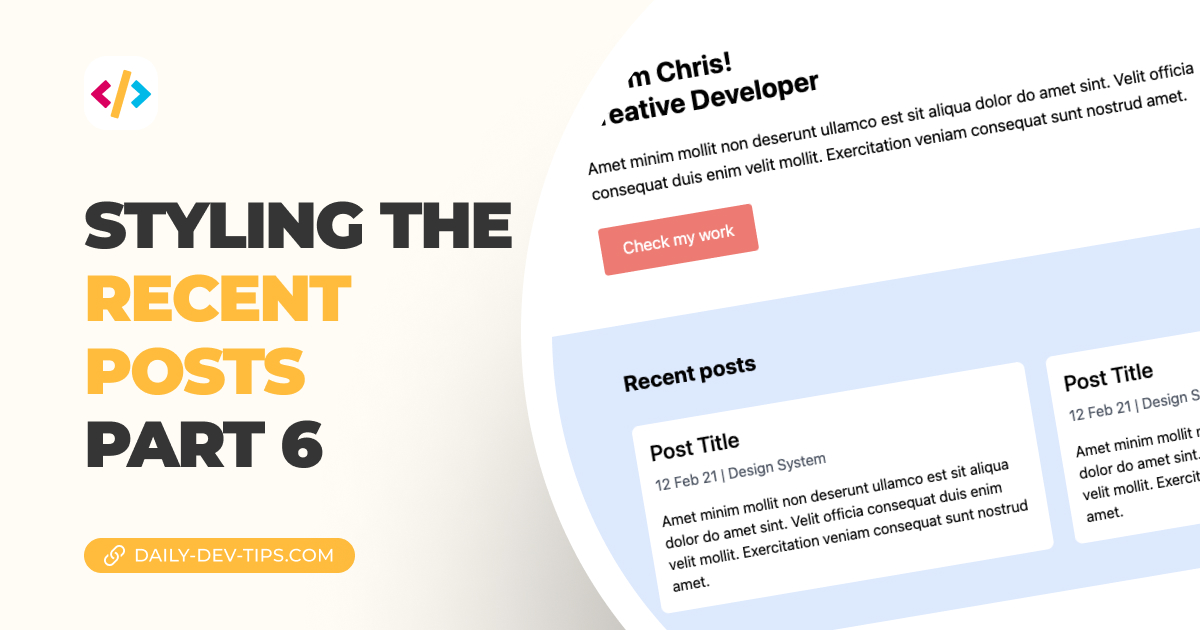 STYLING THE
RECENT
POSTS
PART 6
DAILY-DEV-TIPS.COM
Chris!
Developer
Amet minim mollit non deserunt ullamco est sit aliqua dolor do amet sint. Velit officia
consequat duis enim velit mollit. Exercitation veniam consequat sunt nostrud amet.
Check my work
Recent posts
Post Title
12 Feb 21 | Design System
Amet minim mollit non deserunt ullamco est sit aliqua
dolor do amet sint. Velit officia consequat duis enim
velit mollit. Exercitation veniam consequat sunt nostrud
amet.
Post Title
12 Feb 21 | Design
Amet minim mollit
dolor do amet sint.
velit mollit.
amet.